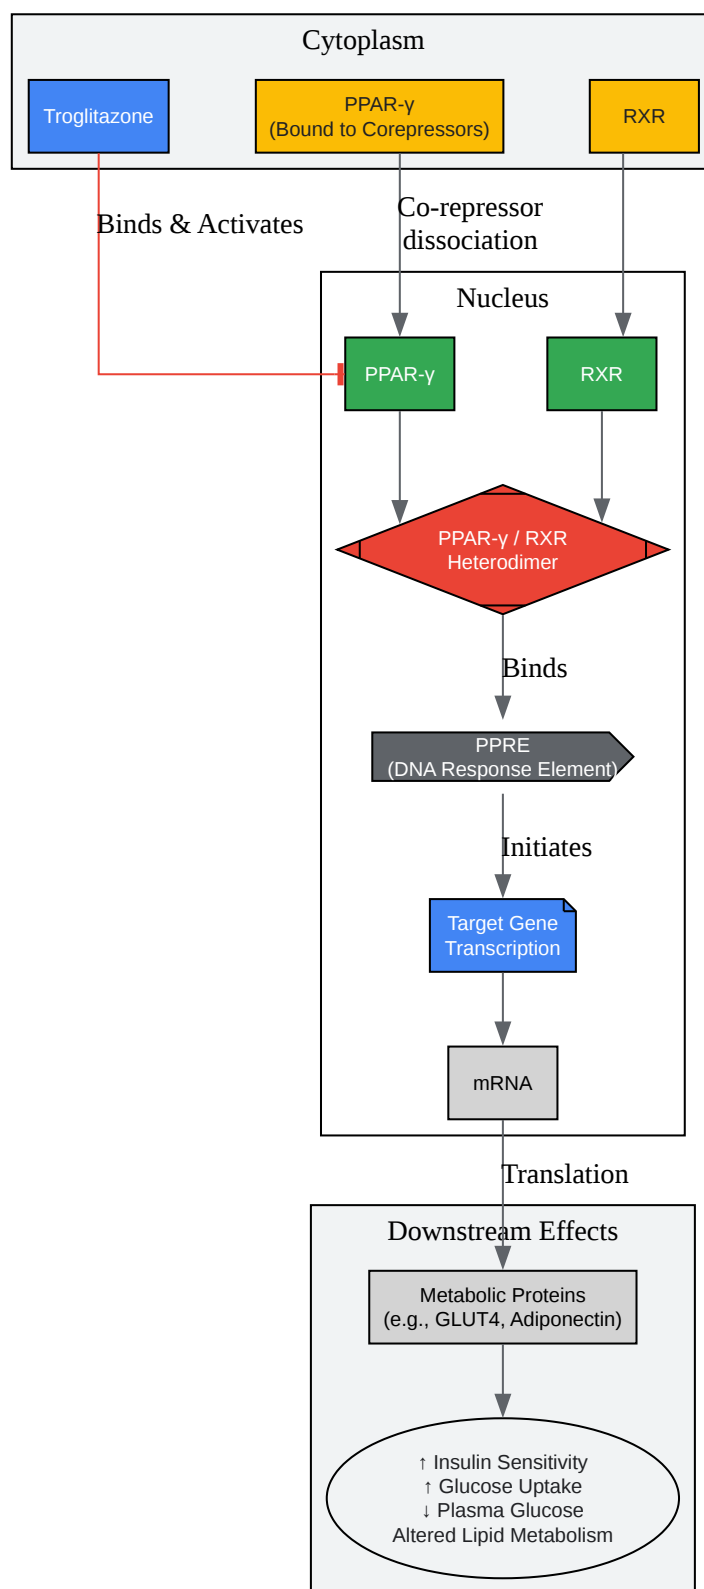 Cytoplasm
Troglitazone
PPAR-γ
(Bound to Corepressors)
RXR
Binds & Activates
Co-repressor
dissociation
Nucleus
PPAR-γ
RXR
PPAR-γ / RXR
Heterodimer
Binds
PPRE
(DNA Response Element)
Initiates
Target Gene
Transcription
mRNA
Translation
Downstream Effects
Metabolic Proteins
(e.g., GLUT4, Adiponectin)
↑ Insulin Sensitivity
↑ Glucose Uptake
↓ Plasma Glucose
Altered Lipid Metabolism